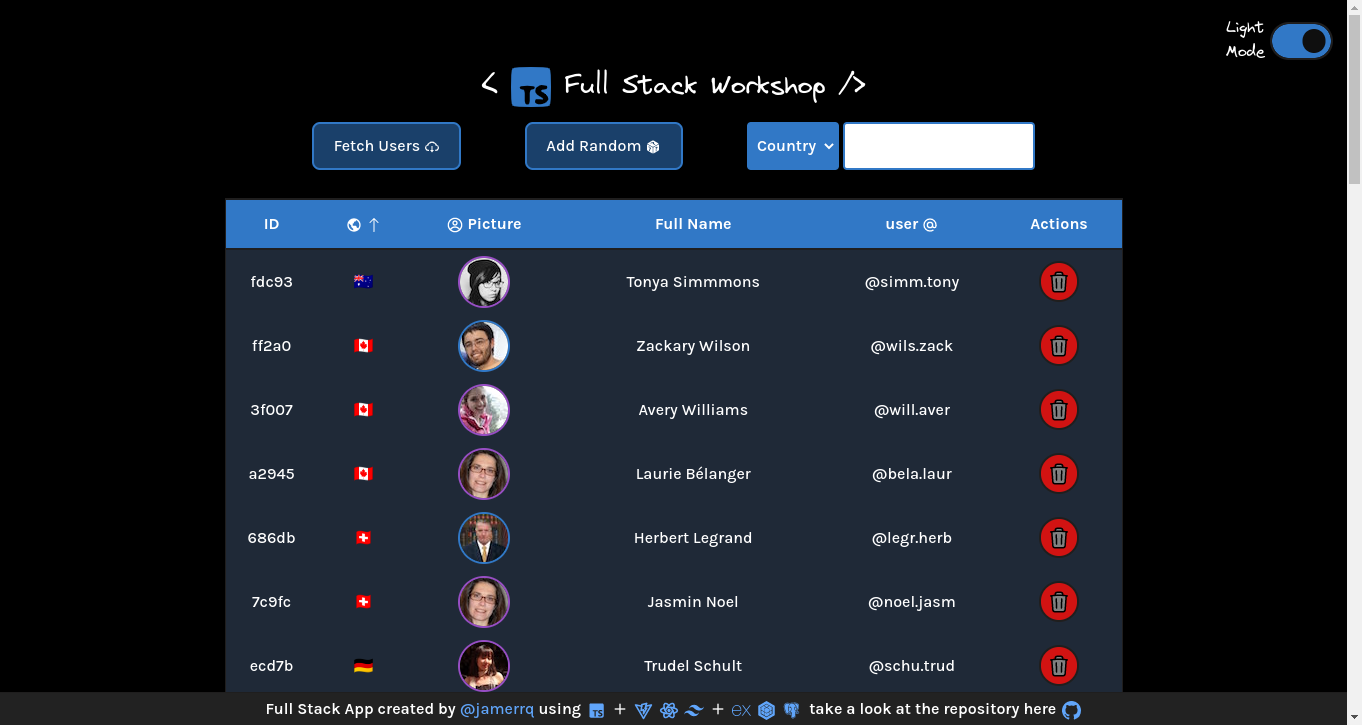 Light
Mode
< TS Full Stack Workshop />
Fetch Users
Add Random
Country
ID Picture Full Name user @ Actions
fdc93 Tonya Simmmons @simm.tony
ff2a0 Zackary Wilson @wils.zack
3f007 Avery Williams @will.aver
a2945 Laurie Bélanger @bela.laur
686db Herbert Legrand @legr.herb
7c9fc Jasmin Noel @noel.jasm
ecd7b Trudel Schult @schu.trud
Full Stack App created by @jamerrq using TS + + ex take a look at the repository here